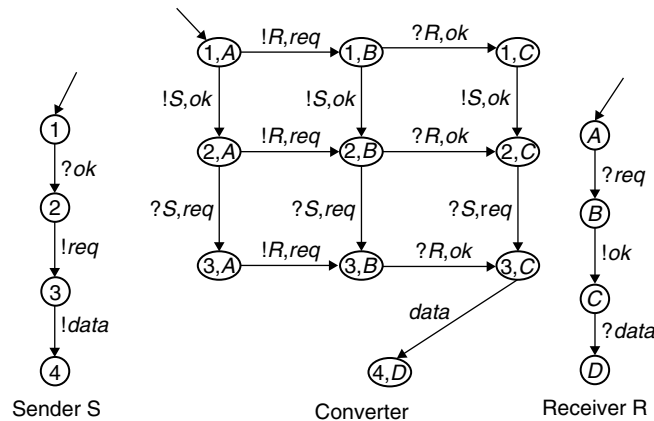 1,A !R,req 1,B ?R,ok 1,C
!S,ok !S,ok !S,ok
1 A
?ok 2,A !R,req 2,B ?R,ok 2,C ?req
2 ?S,req ?S,req ?S,req B
!req !ok
3 3,A !R,req 3,B ?R,ok 3,C C
!data data ?data
4 4,D D
Sender S Converter Receiver R